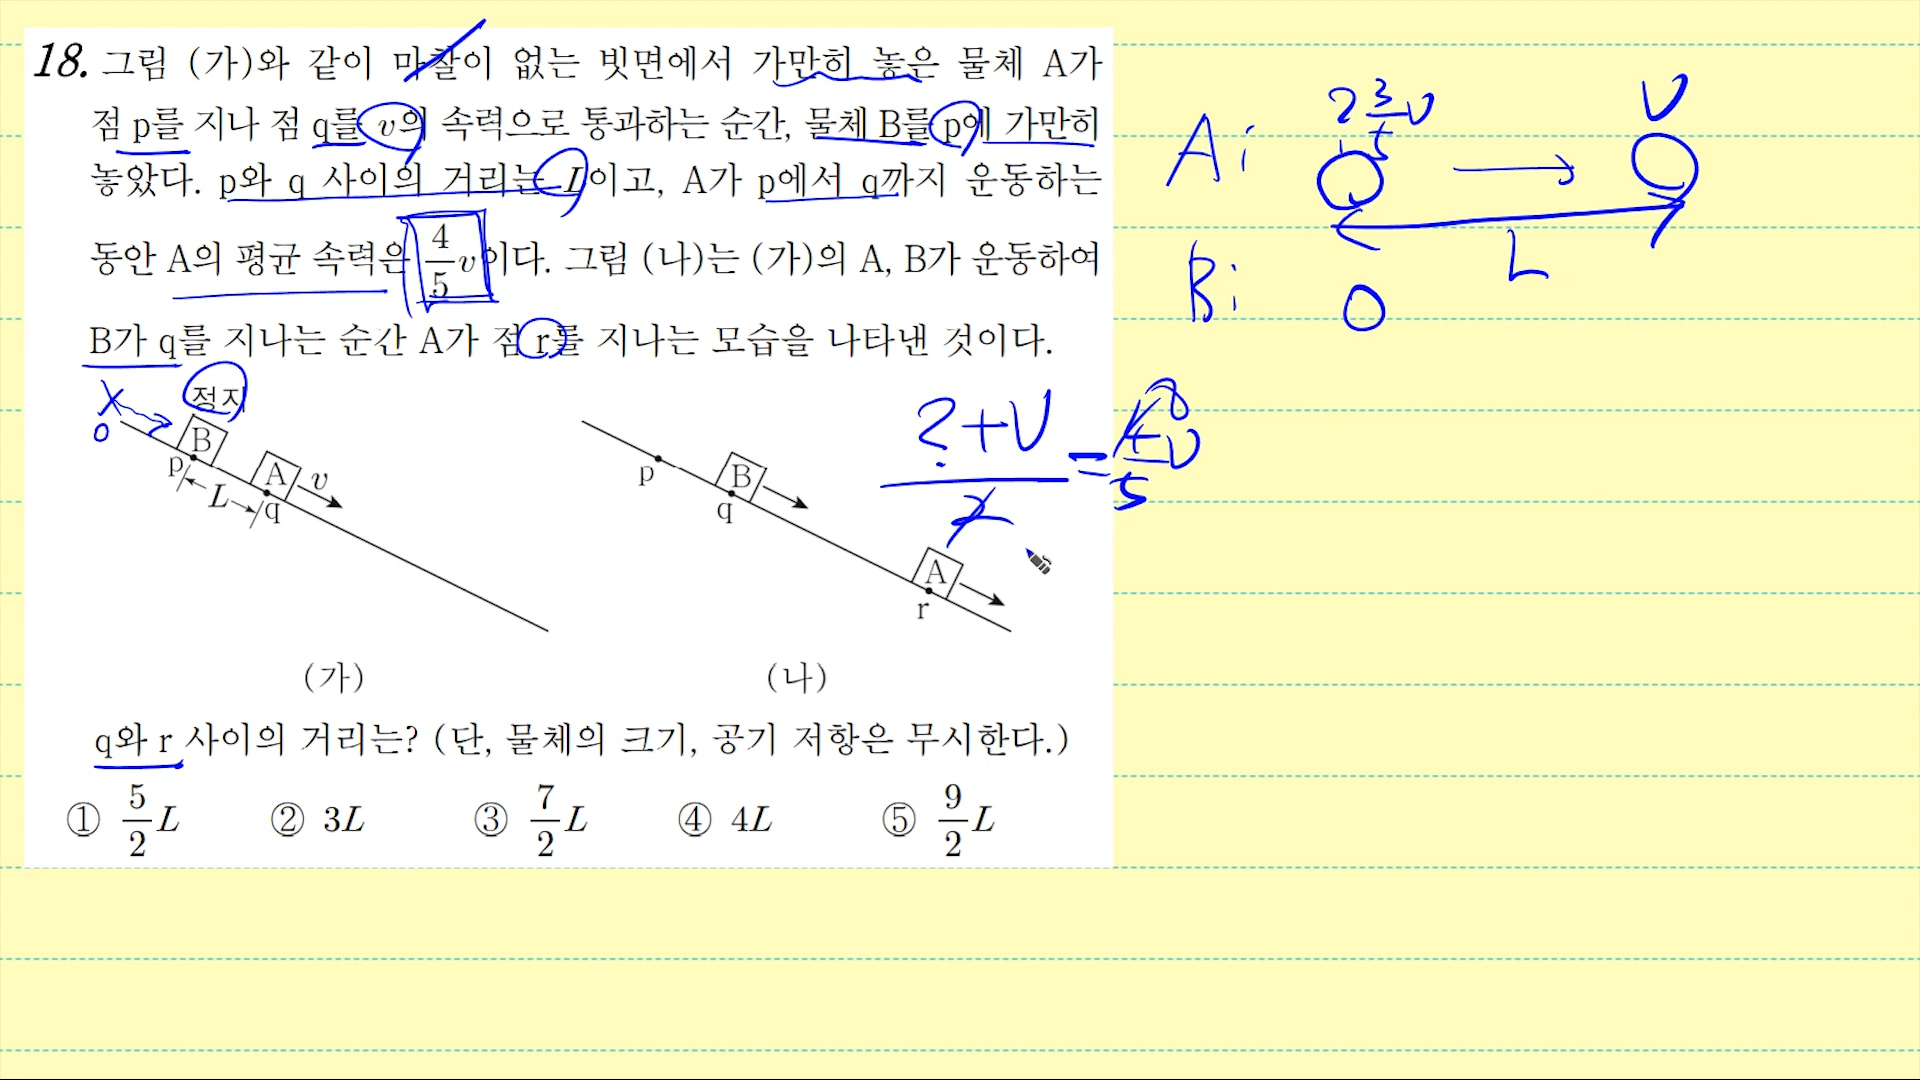 18. 그림 (가)와 같이 마찰이 없는 빗면에서 가만히 놓은 물체 A가
점 p를 지나 점 q를 v의 속력으로 통과하는 순간, 물체 B를 p에 가만히
놓았다. p와 q 사이의 거리는 L이고, A가 p에서 q까지 운동하는
동안 A의 평균 속력은 4/5 v이다. 그림 (나)는 (가)의 A, B가 운동하여
B가 q를 지나는 순간 A가 점 r를 지나는 모습을 나타낸 것이다.
정지
0
B
p
L
A
v
q
(가)
p
B
q
A
r
(나)
q와 r 사이의 거리는? (단, 물체의 크기, 공기 저항은 무시한다.)
① 5/2 L ② 3L ③ 7/2 L ④ 4L ⑤ 9/2 L
A; ? 3/5 v v
L
B; 0
(? + v)/2 = 4/5 v
8